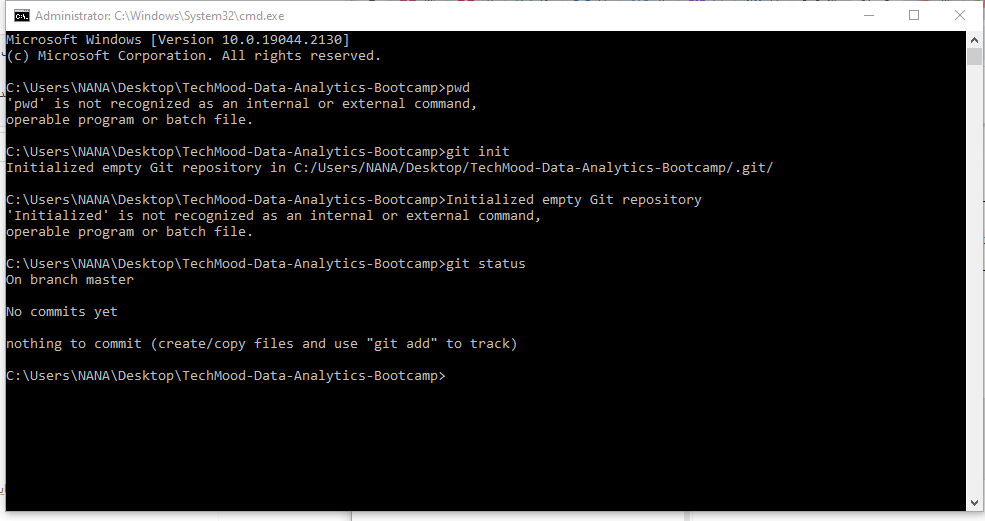 Administrator: C:\Windows\System32\cmd.exe
Microsoft Windows [Version 10.0.19044.2130]
(c) Microsoft Corporation. All rights reserved.
C:\Users\NANA\Desktop\TechMood-Data-Analytics-Bootcamp>pwd
'pwd' is not recognized as an internal or external command,
operable program or batch file.
C:\Users\NANA\Desktop\TechMood-Data-Analytics-Bootcamp>git init
Initialized empty Git repository in C:/Users/NANA/Desktop/TechMood-Data-Analytics-Bootcamp/.git/
C:\Users\NANA\Desktop\TechMood-Data-Analytics-Bootcamp>Initialized empty Git repository
'Initialized' is not recognized as an internal or external command,
operable program or batch file.
C:\Users\NANA\Desktop\TechMood-Data-Analytics-Bootcamp>git status
On branch master
No commits yet
nothing to commit (create/copy files and use "git add" to track)
C:\Users\NANA\Desktop\TechMood-Data-Analytics-Bootcamp>